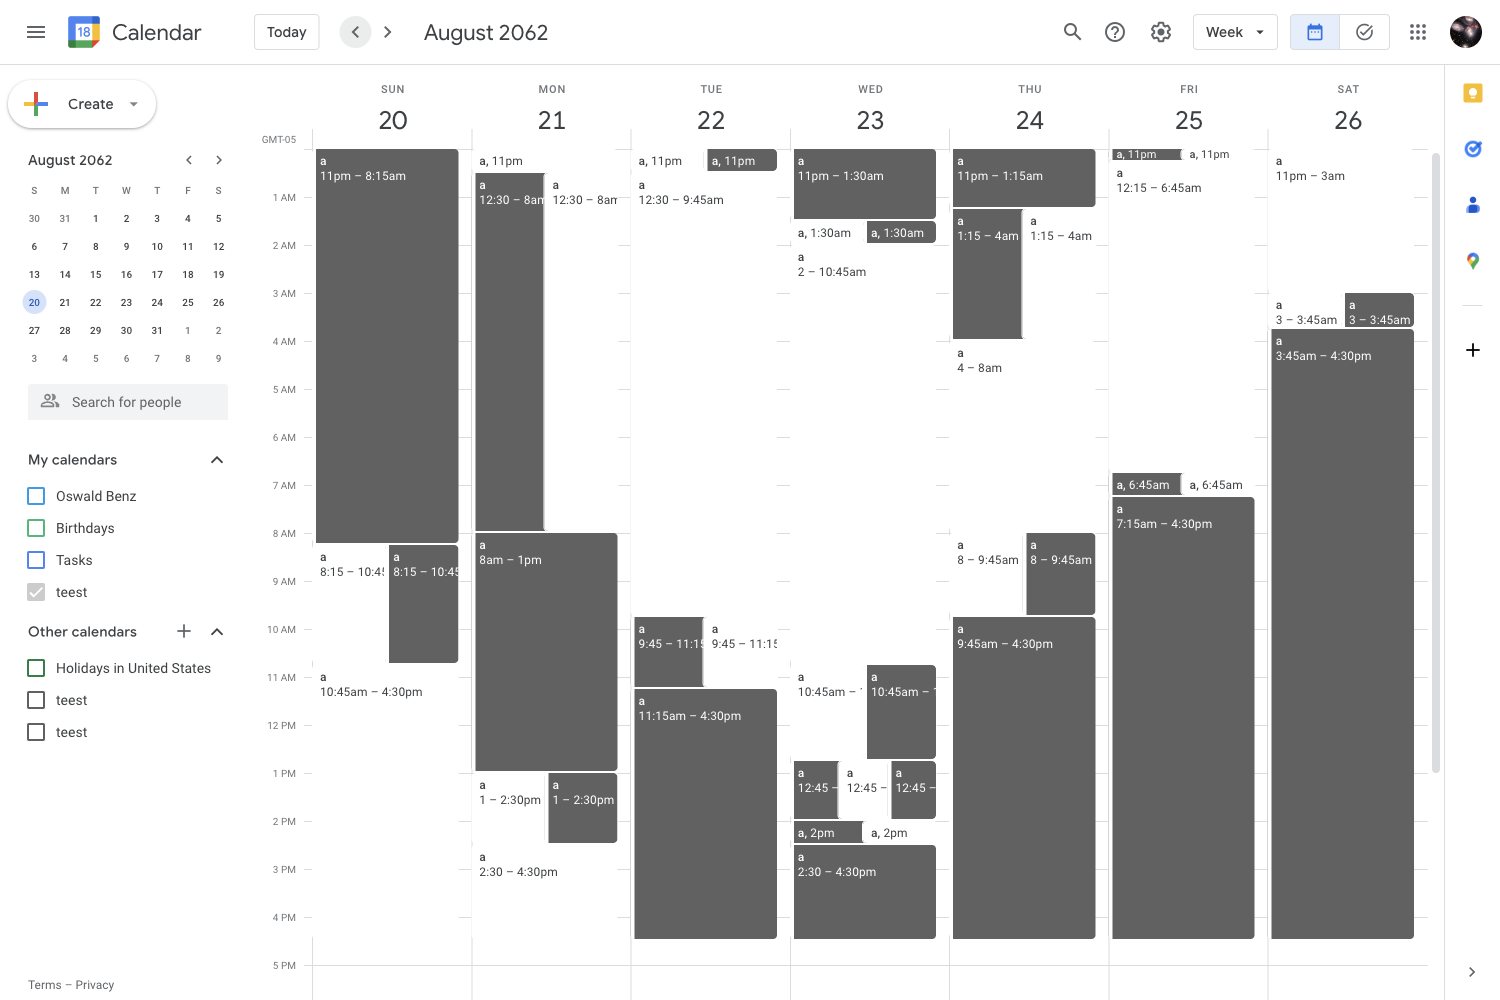 18 Calendar Today August 2062 Week
Create
August 2062
S M T W T F S
30 31 1 2 3 4 5
6 7 8 9 10 11 12
13 14 15 16 17 18 19
20 21 22 23 24 25 26
27 28 29 30 31 1 2
3 4 5 6 7 8 9
Search for people
My calendars
Oswald Benz
Birthdays
Tasks
teest
Other calendars
Holidays in United States
teest
teest
Terms – Privacy
GMT-05
1 AM
2 AM
3 AM
4 AM
5 AM
6 AM
7 AM
8 AM
9 AM
10 AM
11 AM
12 PM
1 PM
2 PM
3 PM
4 PM
5 PM
SUN
20
a
11pm – 8:15am
a
8:15 – 10:45
a
8:15 – 10:45
a
10:45am – 4:30pm
MON
21
a, 11pm
a
12:30 – 8am
a
12:30 – 8am
a
8am – 1pm
a
1 – 2:30pm
a
1 – 2:30pm
a
2:30 – 4:30pm
TUE
22
a, 11pm
a, 11pm
a
12:30 – 9:45am
a
9:45 – 11:15
a
9:45 – 11:15
a
11:15am – 4:30pm
WED
23
a
11pm – 1:30am
a, 1:30am
a, 1:30am
a
2 – 10:45am
a
10:45am –
a
10:45am –
a
12:45 –
a
12:45 –
a
12:45 –
a, 2pm
a, 2pm
a
2:30 – 4:30pm
THU
24
a
11pm – 1:15am
a
1:15 – 4am
a
1:15 – 4am
a
4 – 8am
a
8 – 9:45am
a
8 – 9:45am
a
9:45am – 4:30pm
FRI
25
a, 11pm
a, 11pm
a
12:15 – 6:45am
a, 6:45am
a, 6:45am
a
7:15am – 4:30pm
SAT
26
a
11pm – 3am
a
3 – 3:45am
a
3 – 3:45am
a
3:45am – 4:30pm